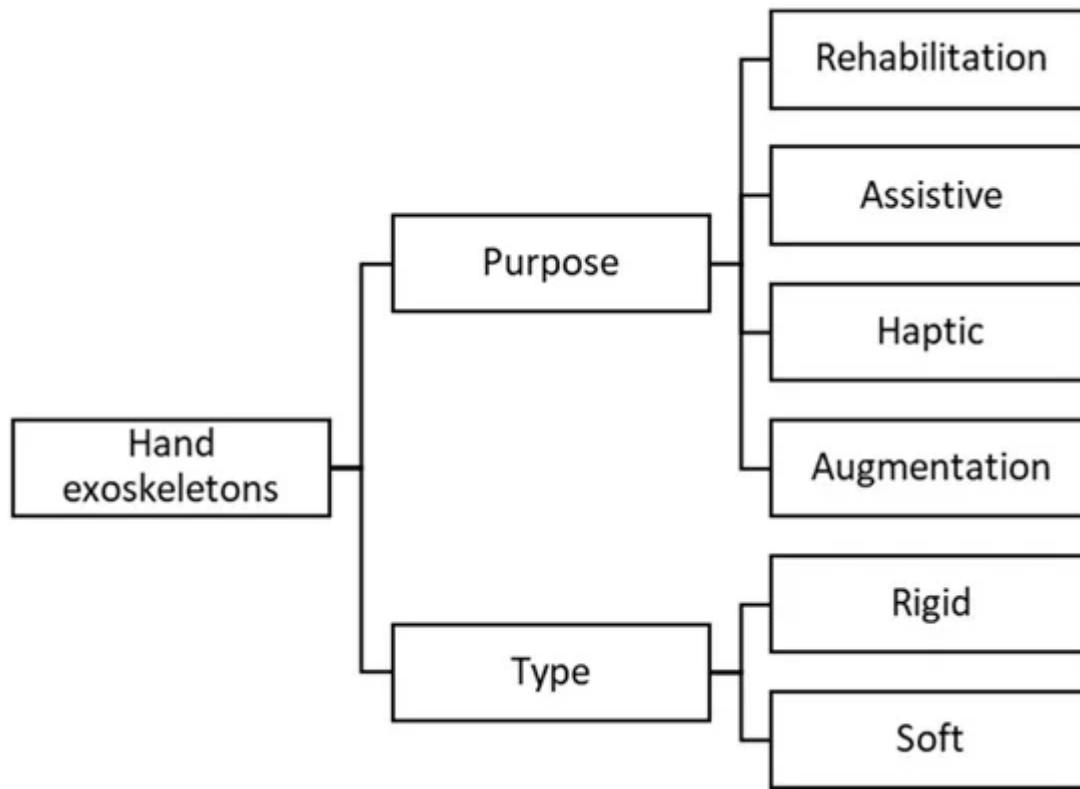 Hand
exoskeletons
Purpose
Rehabilitation
Assistive
Haptic
Augmentation
Type
Rigid
Soft